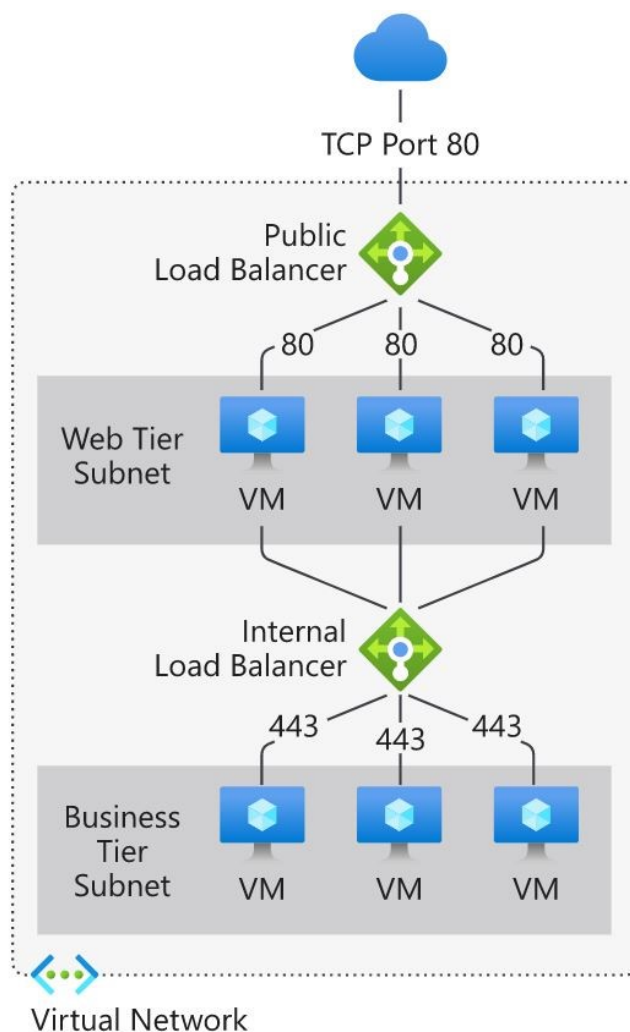 TCP Port 80
Public
Load Balancer
80
80
80
Web Tier
Subnet
VM
VM
VM
Internal
Load Balancer
443
443
443
Business
Tier
Subnet
VM
VM
VM
Virtual Network